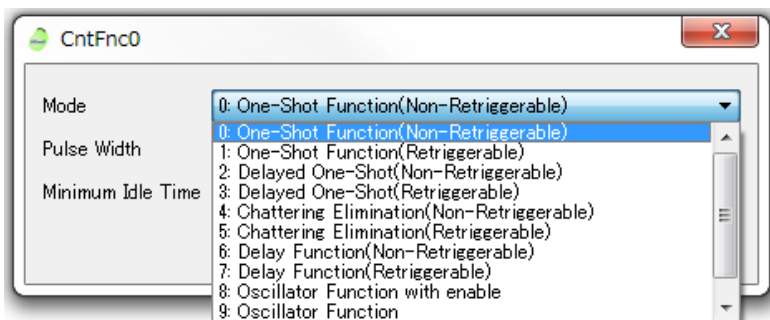 CntFnc0
Mode
0: One-Shot Function(Non-Retriggerable)
0: One-Shot Function(Non-Retriggerable)
Pulse Width
1: One-Shot Function(Retriggerable)
2: Delayed One-Shot(Non-Retriggerable)
Minimum Idle Time
3: Delayed One-Shot(Retriggerable)
4: Chattering Elimination(Non-Retriggerable)
5: Chattering Elimination(Retriggerable)
6: Delay Function(Non-Retriggerable)
7: Delay Function(Retriggerable)
8: Oscillator Function with enable
9: Oscillator Function